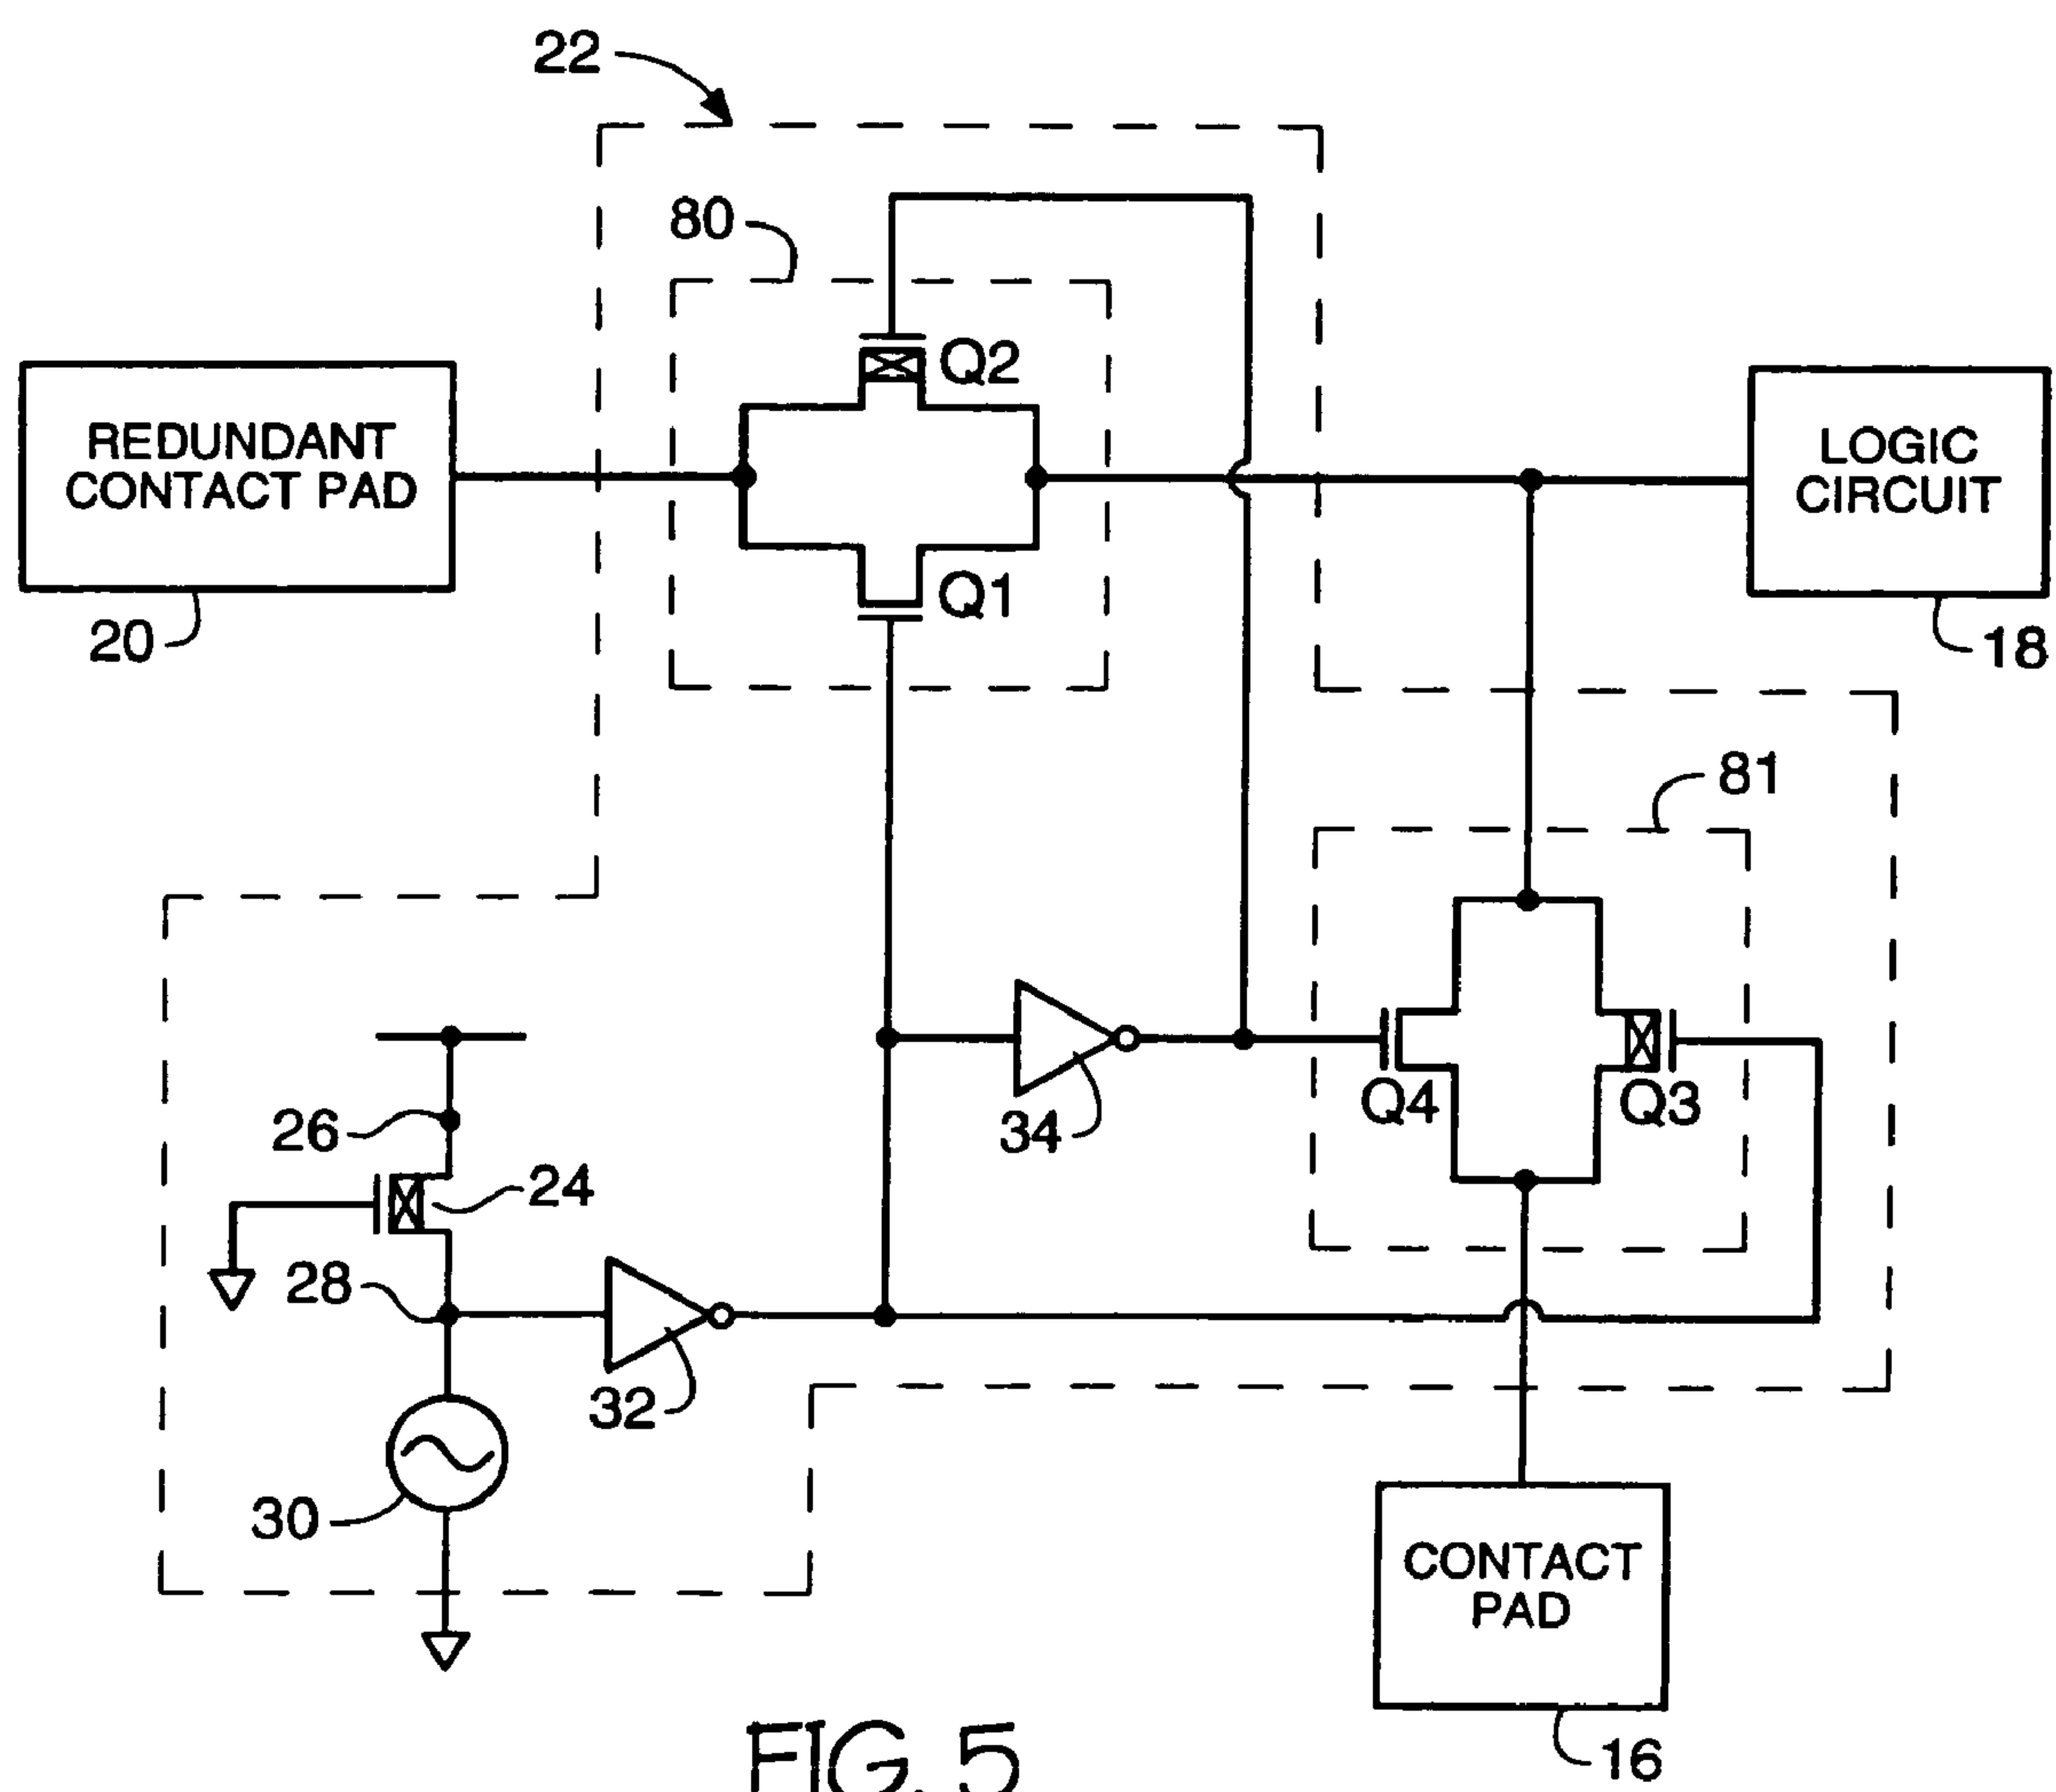 22
80
Q2
REDUNDANT
CONTACT PAD
LOGIC
CIRCUIT
Q1
20
18
81
26
24
34
Q4
Q3
28
32
30
CONTACT
PAD
16
FIG. 5